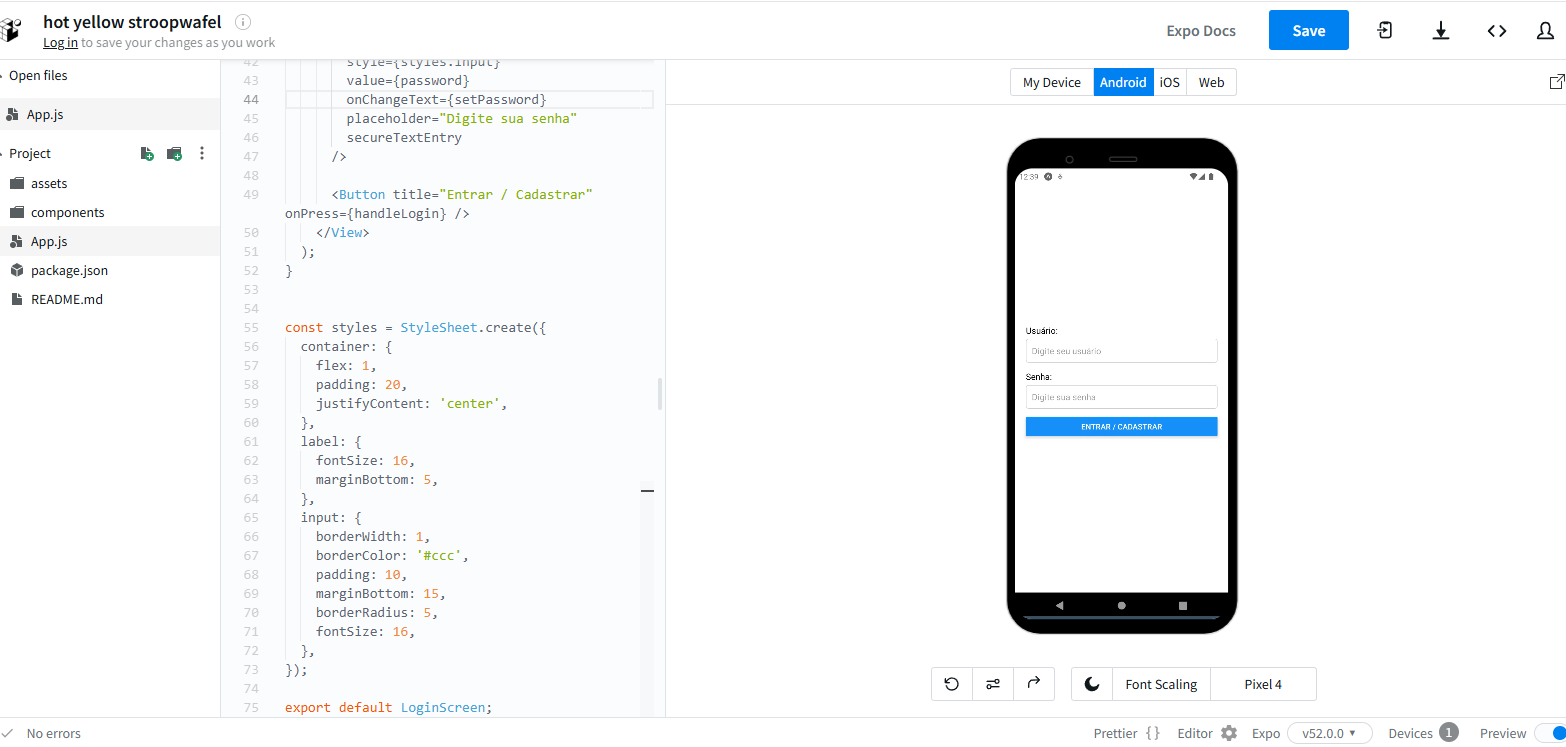 hot yellow stroopwafel
Log in to save your changes as you work
Expo Docs
Save
Open files
App.js
Project
assets
components
App.js
package.json
README.md
42 style={styles.input}
43 value={password}
44 onChangeText={setPassword}
45 placeholder="Digite sua senha"
46 secureTextEntry
47 />
48
49 <Button title="Entrar / Cadastrar"
onPress={handleLogin} />
50 </View>
51 );
52 }
53
54
55 const styles = StyleSheet.create({
56 container: {
57 flex: 1,
58 padding: 20,
59 justifyContent: 'center',
60 },
61 label: {
62 fontSize: 16,
63 marginBottom: 5,
64 },
65 input: {
66 borderWidth: 1,
67 borderColor: '#ccc',
68 padding: 10,
69 marginBottom: 15,
70 borderRadius: 5,
71 fontSize: 16,
72 },
73 });
74
75 export default LoginScreen;
My Device Android iOS Web
12:39
Usuário:
Digite seu usuário
Senha:
Digite sua senha
ENTRAR / CADASTRAR
Font Scaling Pixel 4
No errors
Prettier { } Editor Expo v52.0.0 Devices 1 Preview